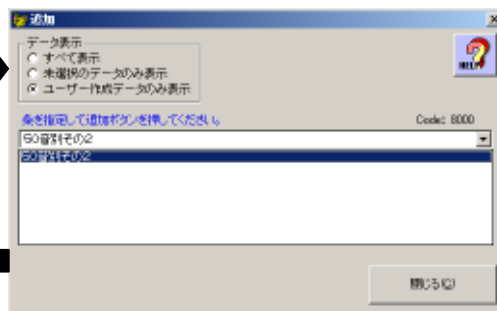 追加
データ表示
すべて表示
未選択のデータのみ表示
ユーザー作成データのみ表示
HELP
条を指定して追加ボタンを押してください。
Code: 8000
50音別その2
50音別その2
閉じる(C)